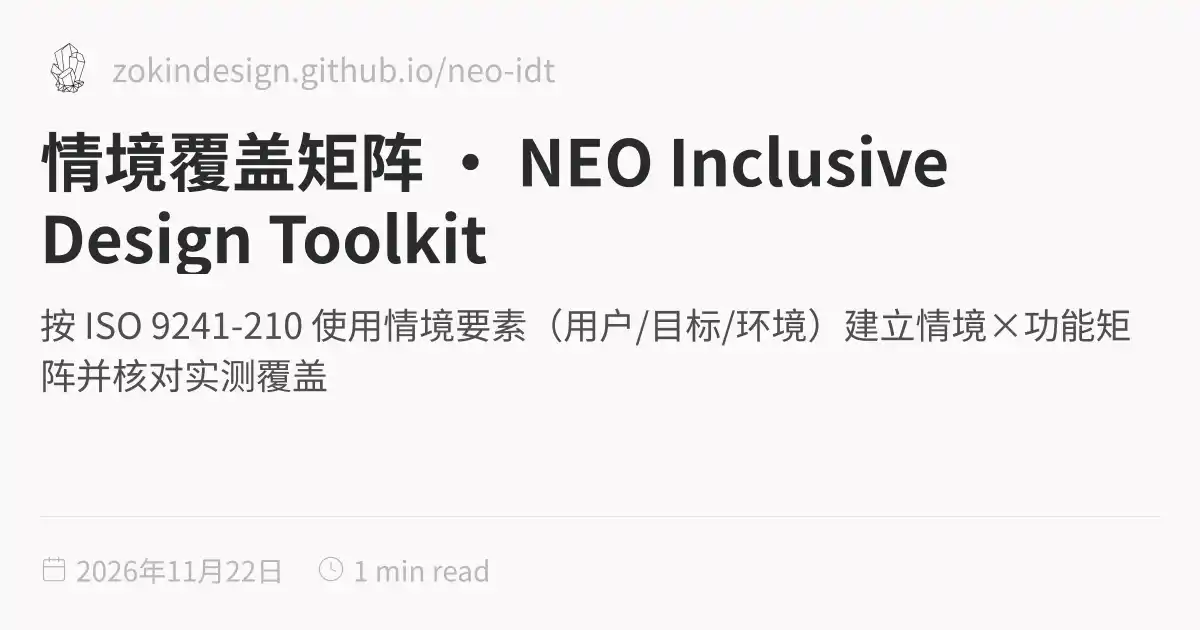 zokindesign.github.io/neo-idt
情境覆盖矩阵 · NEO Inclusive
Design Toolkit
按 ISO 9241-210 使用情境要素（用户/目标/环境）建立情境×功能矩
阵并核对实测覆盖
2026年11月22日 1 min read